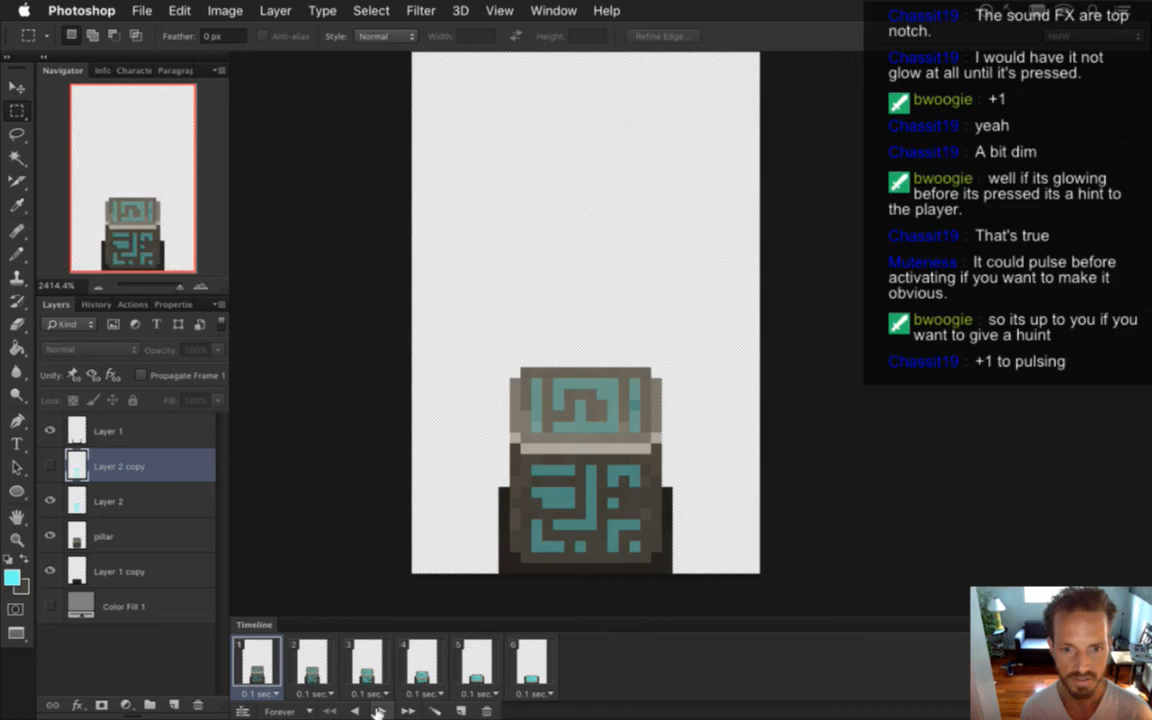 Photoshop File Edit Image Layer Type Select Filter 3D View Window Help
Feather: 0 px Anti-alias Style: Normal Width: Height: Refine Edge...
Navigator Info Characte Paragraj
2414.4%
Layers History Actions Propertie
Kind
Normal Opacity: 100%
Unify: Propagate Frame 1
Lock: Fill: 100%
Layer 1
Layer 2 copy
Layer 2
pillar
Layer 1 copy
Color Fill 1
Timeline
1 2 3 4 5 6
0.1 sec. 0.1 sec. 0.1 sec. 0.1 sec. 0.1 sec. 0.1 sec.
Forever
Chassit19 : The sound FX are top
notch.
Chassit19 : I would have it not
glow at all until it's pressed.
bwoogie : +1
Chassit19 : yeah
Chassit19 : A bit dim
bwoogie : well if its glowing
before its pressed its a hint to
the player.
Chassit19 : That's true
Muteness : It could pulse before
activating if you want to make it
obvious.
bwoogie : so its up to you if you
want to give a huint
Chassit19 : +1 to pulsing